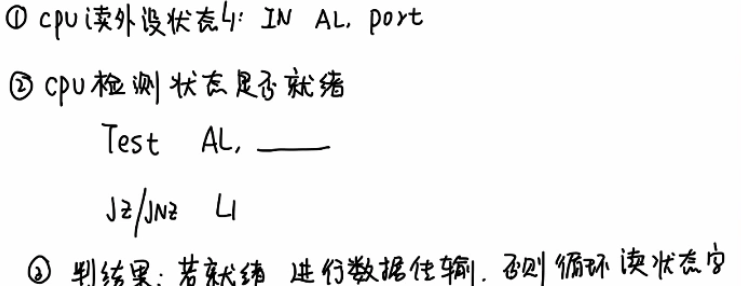 ① CPU读外设状态L1: IN AL, port
② CPU检测状态是否就绪
Test AL, ____
JZ/JNZ L1
③ 判结果: 若就绪 进行数据传输. 否则循环读状态字